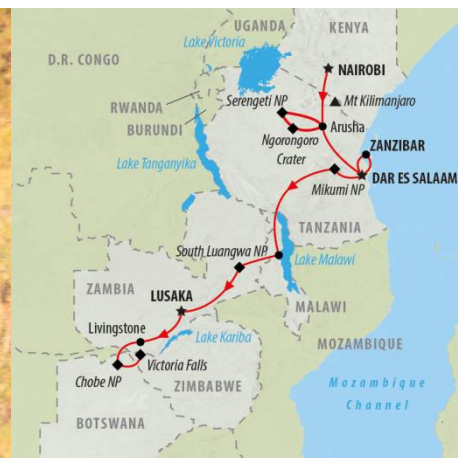 UGANDA
KENYA
Lake Victoria
D.R. CONGO
NAIROBI
Serengeti NP
Mt Kilimanjaro
RWANDA
Arusha
BURUNDI
Ngorongoro
Crater
ZANZIBAR
Lake Tanganyika
DAR ES SALAAM
Mikumi NP
TANZANIA
South Luangwa NP
Lake Malawi
ZAMBIA
LUSAKA
MALAWI
Livingstone
Lake Kariba
MOZAMBIQUE
Victoria Falls
Chobe NP
ZIMBABWE
Mozambique
Channel
BOTSWANA